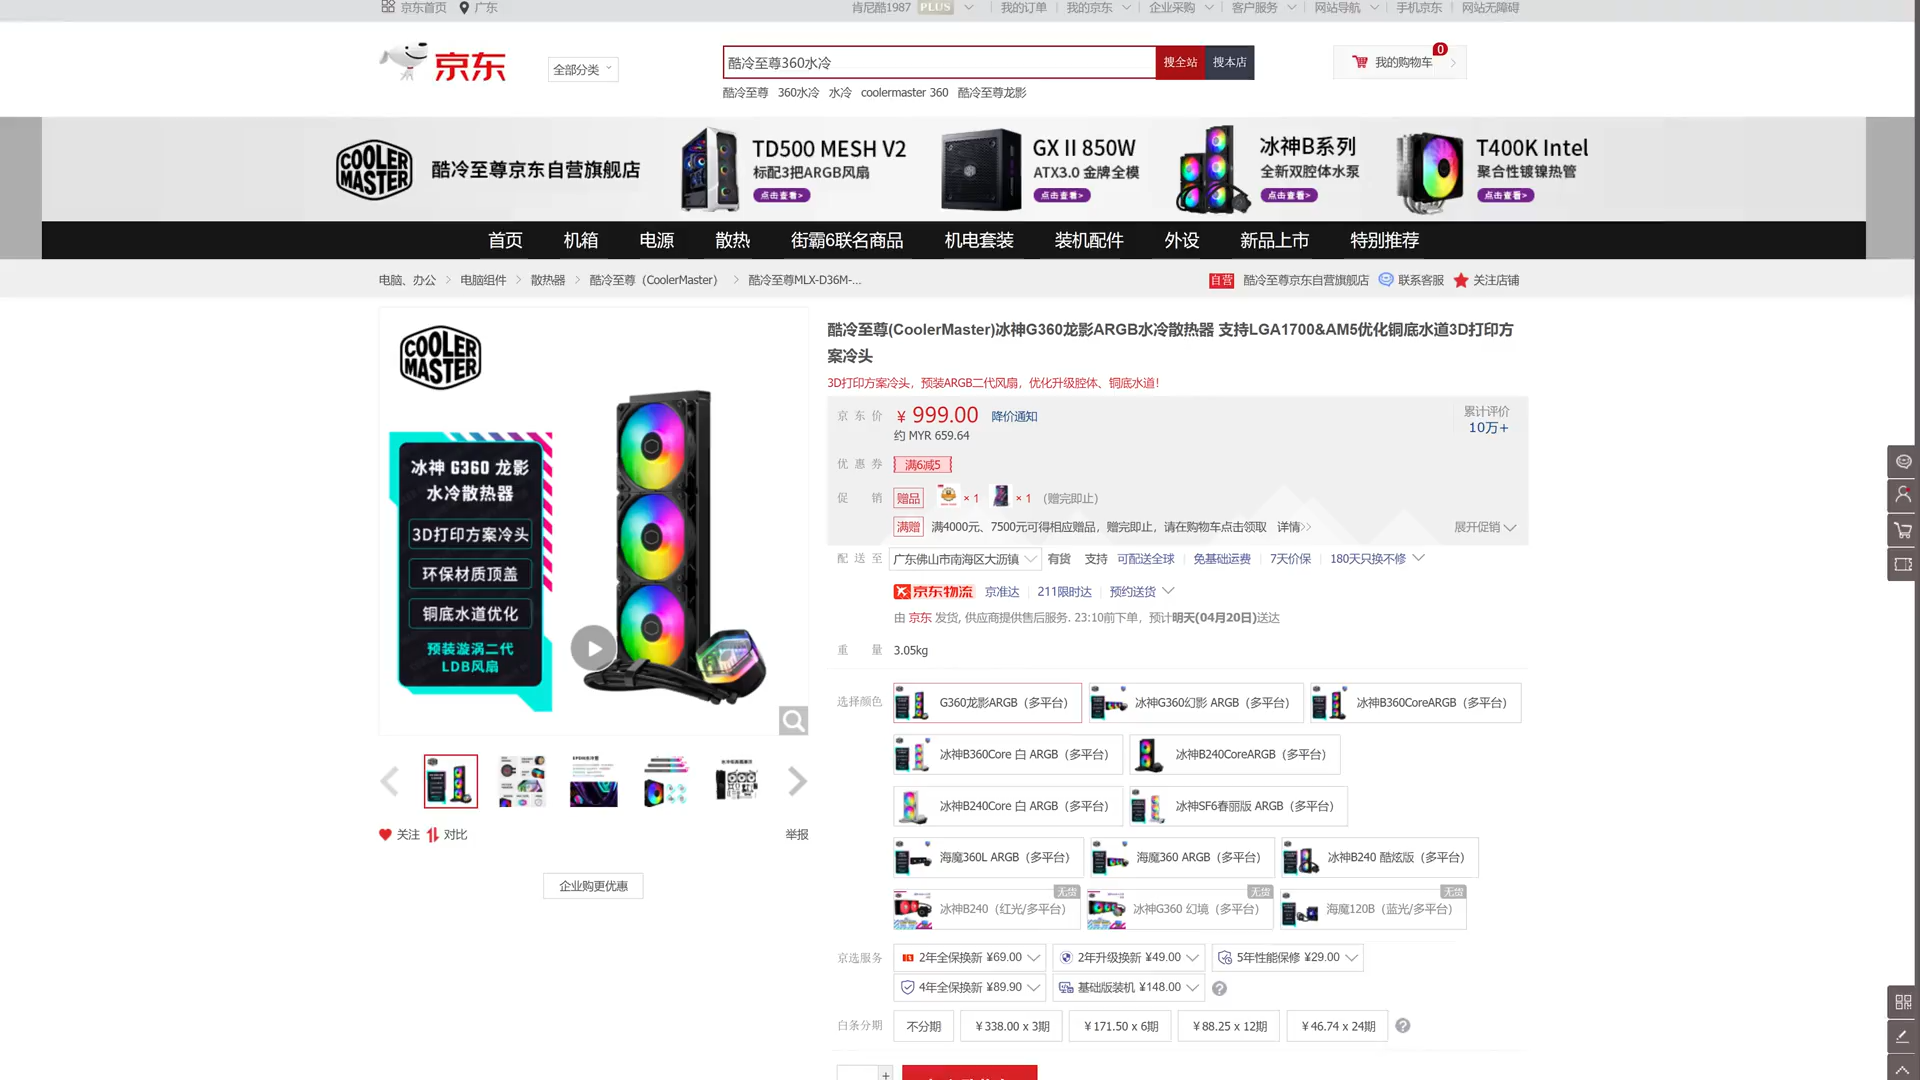 京东首页 广东
肯尼酷1987 PLUS 我的订单 我的京东 企业采购 客户服务 网站导航 手机京东 网站无障碍
京东
全部分类
酷冷至尊360水冷 搜全站 搜本店
0
我的购物车
酷冷至尊 360水冷 水冷 coolermaster 360 酷冷至尊龙影
COOLER MASTER
酷冷至尊京东自营旗舰店
TD500 MESH V2
标配3把ARGB风扇
点击查看>
GX II 850W
ATX3.0 金牌全模
点击查看>
冰神B系列
全新双腔体水泵
点击查看>
T400K Intel
聚合性镀镍热管
点击查看>
首页 机箱 电源 散热 街霸6联名商品 机电套装 装机配件 外设 新品上市 特别推荐
电脑、办公 > 电脑组件 > 散热器 > 酷冷至尊（CoolerMaster） > 酷冷至尊MLX-D36M-...
自营 酷冷至尊京东自营旗舰店 联系客服 关注店铺
COOLER MASTER
冰神 G360 龙影
水冷散热器
3D打印方案冷头
环保材质顶盖
铜底水道优化
预装漩涡二代
LDB风扇
关注 对比 举报
企业购更优惠
酷冷至尊(CoolerMaster)冰神G360龙影ARGB水冷散热器 支持LGA1700&AM5优化铜底水道3D打印方
案冷头
3D打印方案冷头，预装ARGB二代风扇，优化升级腔体、铜底水道！
京东价 ￥ 999.00 降价通知
约 MYR 659.64
累计评价
10万+
优惠券 满6减5
促销 赠品 × 1 × 1 （赠完即止）
满赠 满4000元、7500元可得相应赠品，赠完即止，请在购物车点击领取 详情>> 展开促销
配送至 广东佛山市南海区大沥镇 有货 支持 可配送全球 免基础运费 7天价保 180天只换不修
京东物流 京准达 211限时达 预约送货
由 京东 发货, 供应商提供售后服务. 23:10前下单，预计明天(04月20日)送达
重量 3.05kg
选择颜色 G360龙影ARGB（多平台） 冰神G360幻影 ARGB（多平台） 冰神B360CoreARGB（多平台）
冰神B360Core 白 ARGB（多平台） 冰神B240CoreARGB（多平台）
冰神B240Core 白 ARGB（多平台） 冰神SF6春丽版 ARGB（多平台）
海魔360L ARGB（多平台） 海魔360 ARGB（多平台） 冰神B240 酷炫版（多平台）
无货 无货 无货
冰神B240（红光/多平台） 冰神G360 幻境（多平台） 海魔120B（蓝光/多平台）
京选服务 2年全保换新 ¥69.00 2年升级换新 ¥49.00 5年性能保修 ¥29.00
4年全保换新 ¥89.90 基础版装机 ¥148.00 ?
白条分期 不分期 ￥338.00 x 3期 ￥171.50 x 6期 ￥88.25 x 12期 ￥46.74 x 24期 ?
+